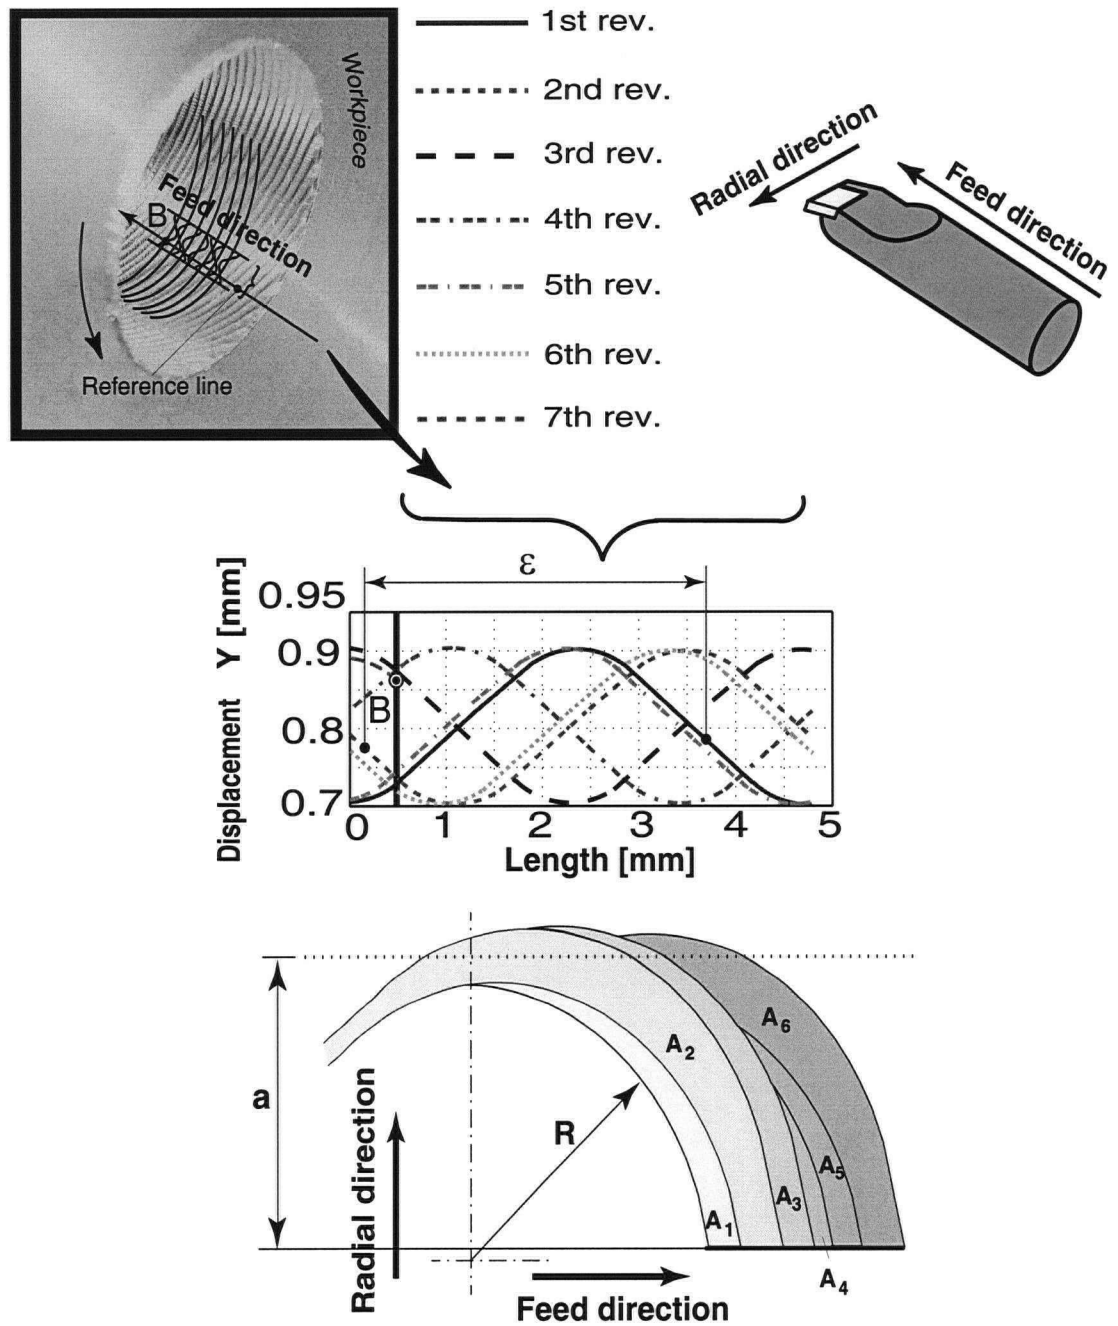 1st rev.
2nd rev.
3rd rev.
4th rev.
5th rev.
6th rev.
7th rev.
Workpiece
Feed direction
B
Reference line
Radial direction
Feed direction
ε
Displacement Y [mm]
0.95
0.9
0.8
0.7
B
0 1 2 3 4 5
Length [mm]
a
Radial direction
R
A1
A2
A3
A4
A5
A6
Feed direction